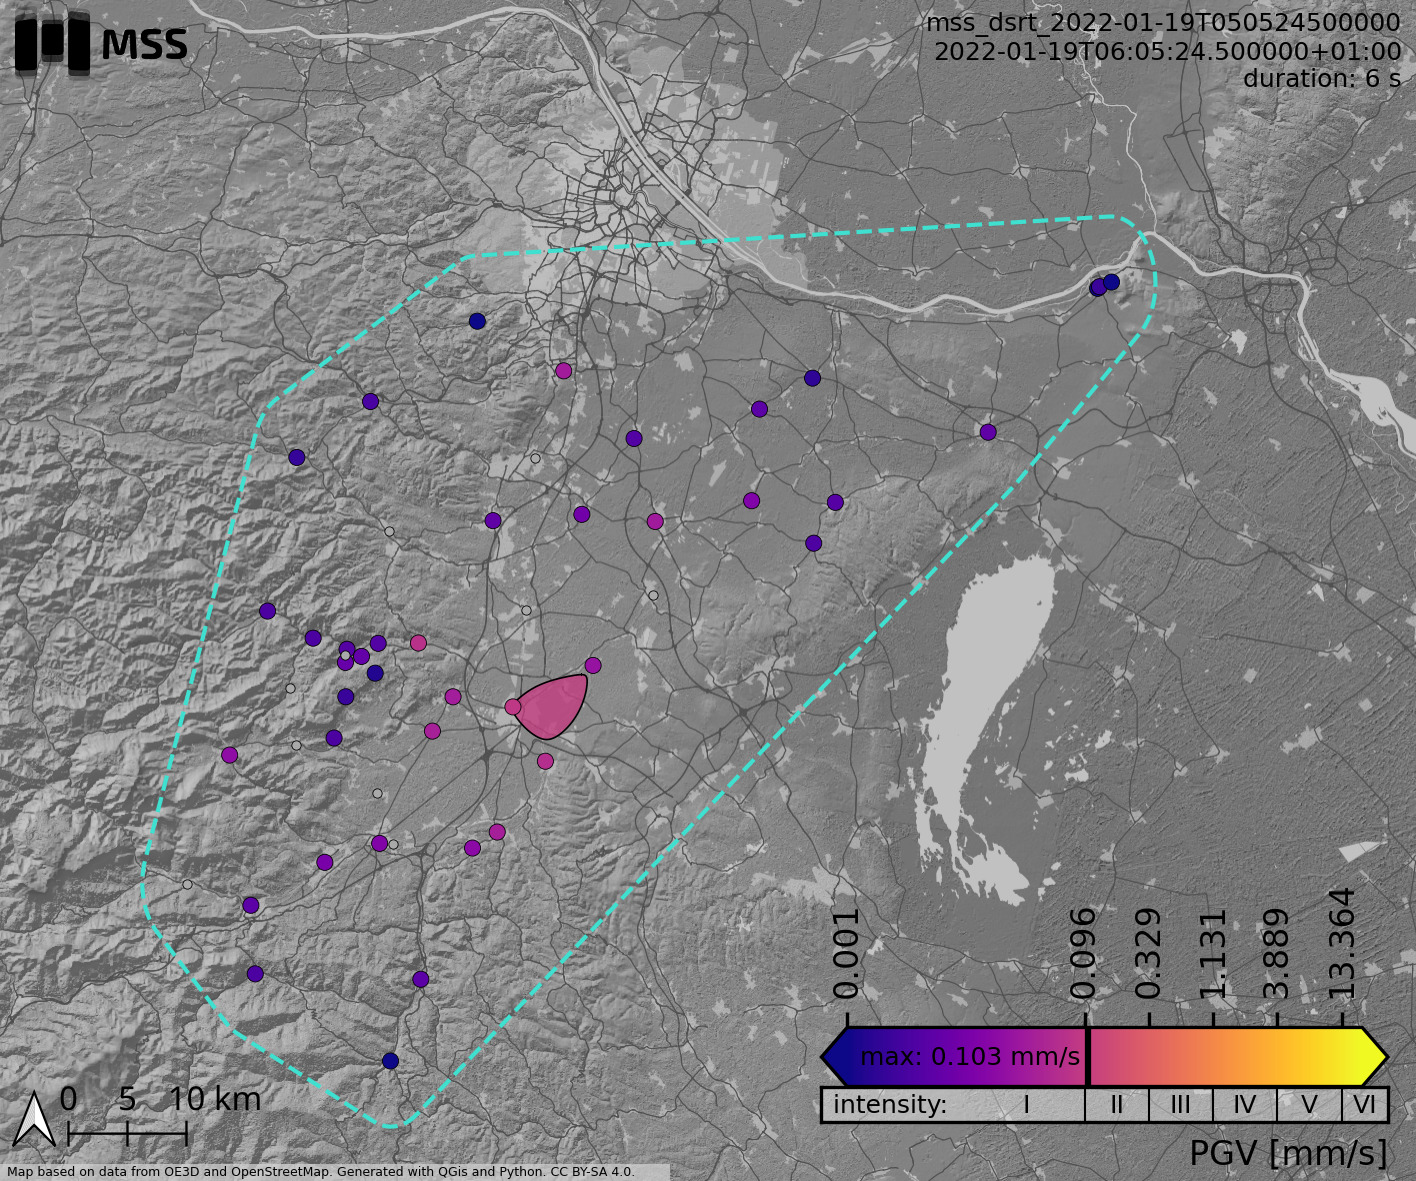 MSS
mss_dsrt_2022-01-19T050524500000
2022-01-19T06:05:24.500000+01:00
duration: 6 s
0.001
0.096
0.329
1.131
3.889
13.364
max: 0.103 mm/s
intensity: I II III IV V VI
PGV [mm/s]
0 5 10 km
Map based on data from OE3D and OpenStreetMap. Generated with QGis and Python. CC BY-SA 4.0.